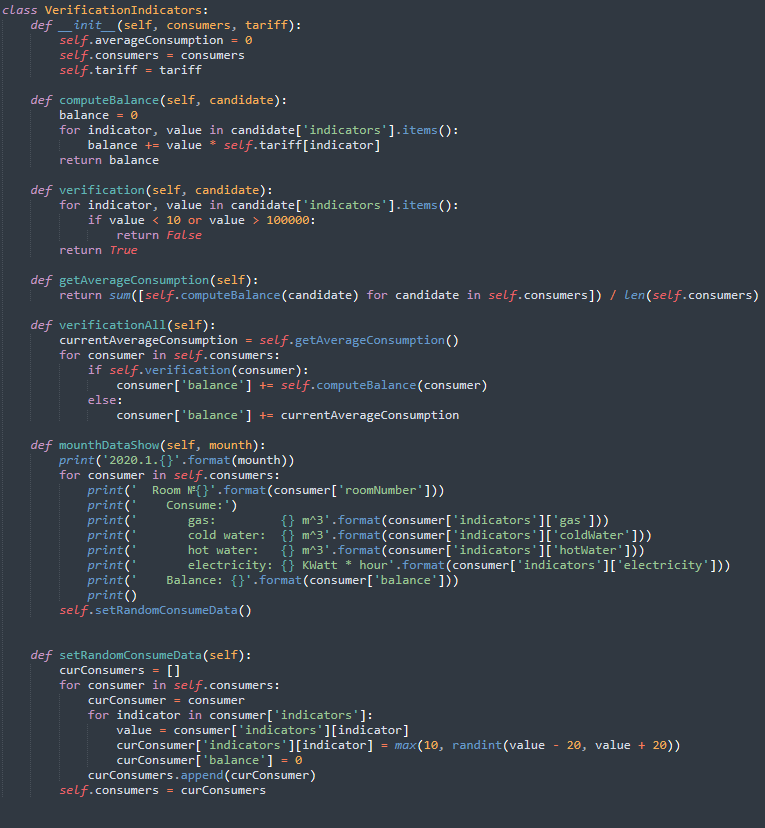 class VerificationIndicators:
    def __init__(self, consumers, tariff):
        self.averageConsumption = 0
        self.consumers = consumers
        self.tariff = tariff

    def computeBalance(self, candidate):
        balance = 0
        for indicator, value in candidate['indicators'].items():
            balance += value * self.tariff[indicator]
        return balance

    def verification(self, candidate):
        for indicator, value in candidate['indicators'].items():
            if value < 10 or value > 100000:
                return False
        return True

    def getAverageConsumption(self):
        return sum([self.computeBalance(candidate) for candidate in self.consumers]) / len(self.consumers)

    def verificationAll(self):
        currentAverageConsumption = self.getAverageConsumption()
        for consumer in self.consumers:
            if self.verification(consumer):
                consumer['balance'] += self.computeBalance(consumer)
            else:
                consumer['balance'] += currentAverageConsumption

    def mounthDataShow(self, mounth):
        print('2020.1.{}'.format(mounth))
        for consumer in self.consumers:
            print('  Room №{}'.format(consumer['roomNumber']))
            print('    Consume:')
            print('       gas:         {} m^3'.format(consumer['indicators']['gas']))
            print('       cold water:  {} m^3'.format(consumer['indicators']['coldWater']))
            print('       hot water:   {} m^3'.format(consumer['indicators']['hotWater']))
            print('       electricity: {} KWatt * hour'.format(consumer['indicators']['electricity']))
            print('    Balance: {}'.format(consumer['balance']))
            print()
        self.setRandomConsumeData()


    def setRandomConsumeData(self):
        curConsumers = []
        for consumer in self.consumers:
            curConsumer = consumer
            for indicator in consumer['indicators']:
                value = consumer['indicators'][indicator]
                curConsumer['indicators'][indicator] = max(10, randint(value - 20, value + 20))
                curConsumer['balance'] = 0
            curConsumers.append(curConsumer)
        self.consumers = curConsumers